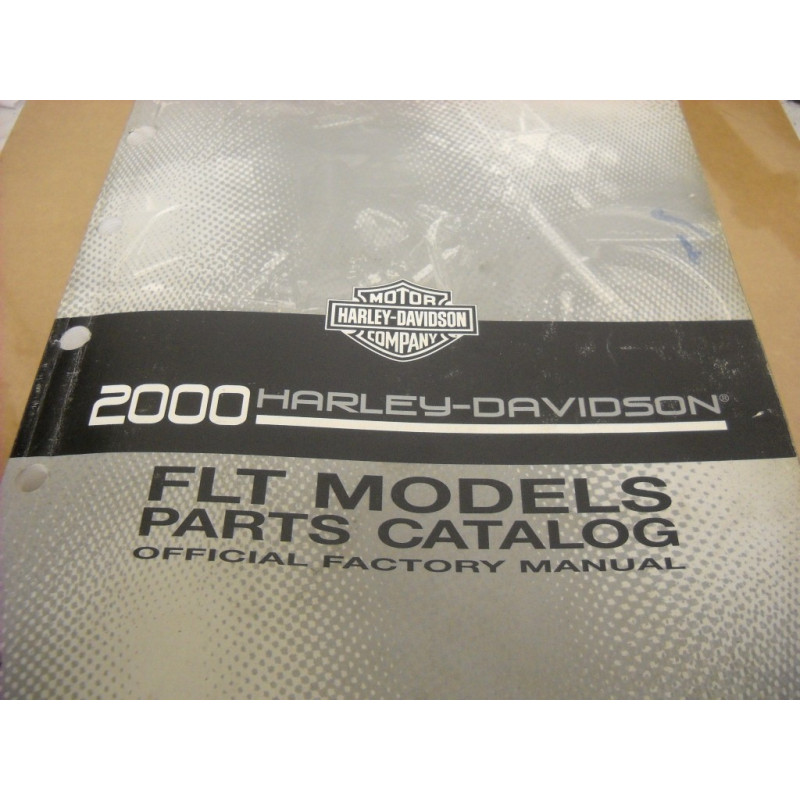 MOTOR
HARLEY-DAVIDSON
COMPANY
2000 HARLEY-DAVIDSON®
FLT MODELS
PARTS CATALOG
OFFICIAL FACTORY MANUAL